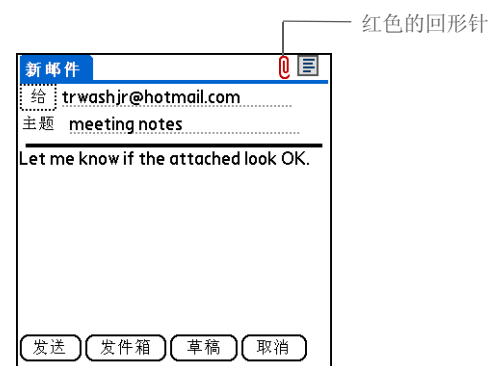 红色的回形针
新邮件
给 trwashjr@hotmail.com
主题 meeting notes
Let me know if the attached look OK.
发送 发件箱 草稿 取消